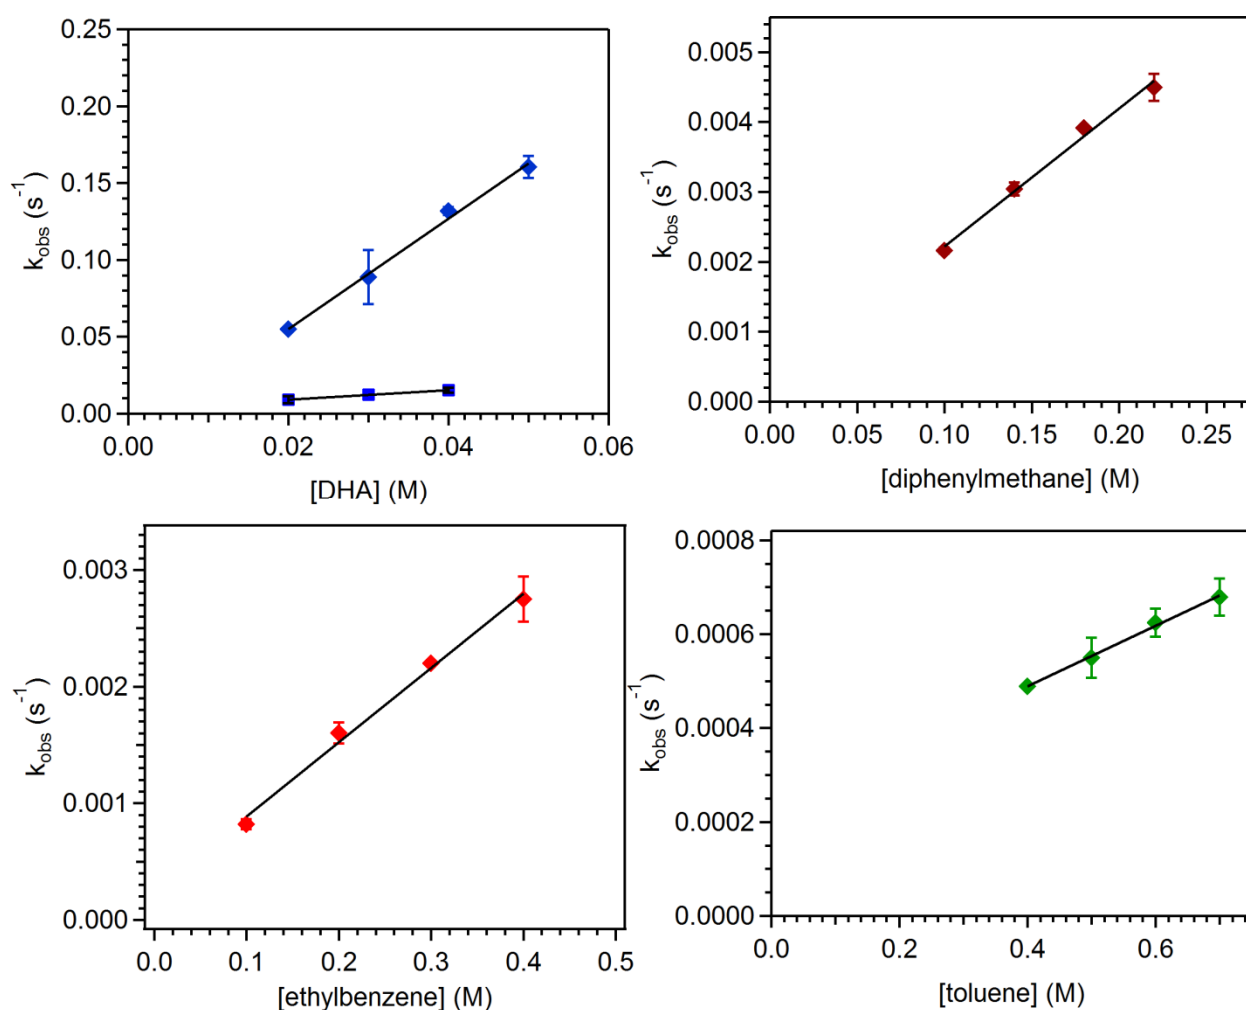 0.25
0.20
0.15
0.10
0.05
0.00
k_obs (s^-1)
0.00 0.02 0.04 0.06
[DHA] (M)
0.005
0.004
0.003
0.002
0.001
0.000
k_obs (s^-1)
0.00 0.05 0.10 0.15 0.20 0.25
[diphenylmethane] (M)
0.003
0.002
0.001
0.000
k_obs (s^-1)
0.0 0.1 0.2 0.3 0.4 0.5
[ethylbenzene] (M)
0.0008
0.0006
0.0004
0.0002
0.0000
k_obs (s^-1)
0.0 0.2 0.4 0.6
[toluene] (M)